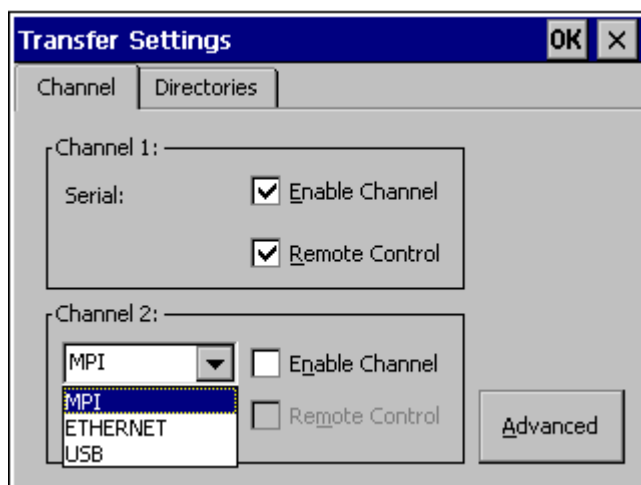 Transfer Settings OK ×
Channel Directories
Channel 1:
Serial: Enable Channel
Remote Control
Channel 2:
MPI Enable Channel
MPI
ETHERNET Remote Control
USB
Advanced